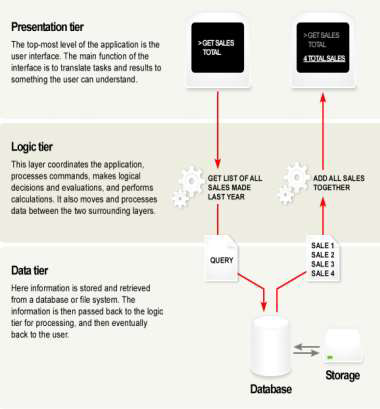 Presentation tier
The top-most level of the application is the
user interface. The main function of the
interface is to translate tasks and results to
something the user can understand.
>GET SALES
TOTAL
>GET SALES
TOTAL
4 TOTAL SALES
Logic tier
This layer coordinates the application,
processes commands, makes logical
decisions and evaluations, and performs
calculations. It also moves and processes
data between the two surrounding layers.
GET LIST OF ALL
SALES MADE
LAST YEAR
ADD ALL SALES
TOGETHER
Data tier
Here information is stored and retrieved
from a database or file system. The
information is then passed back to the logic
tier for processing, and then eventually
back to the user.
QUERY
SALE 1
SALE 2
SALE 3
SALE 4
Database
Storage